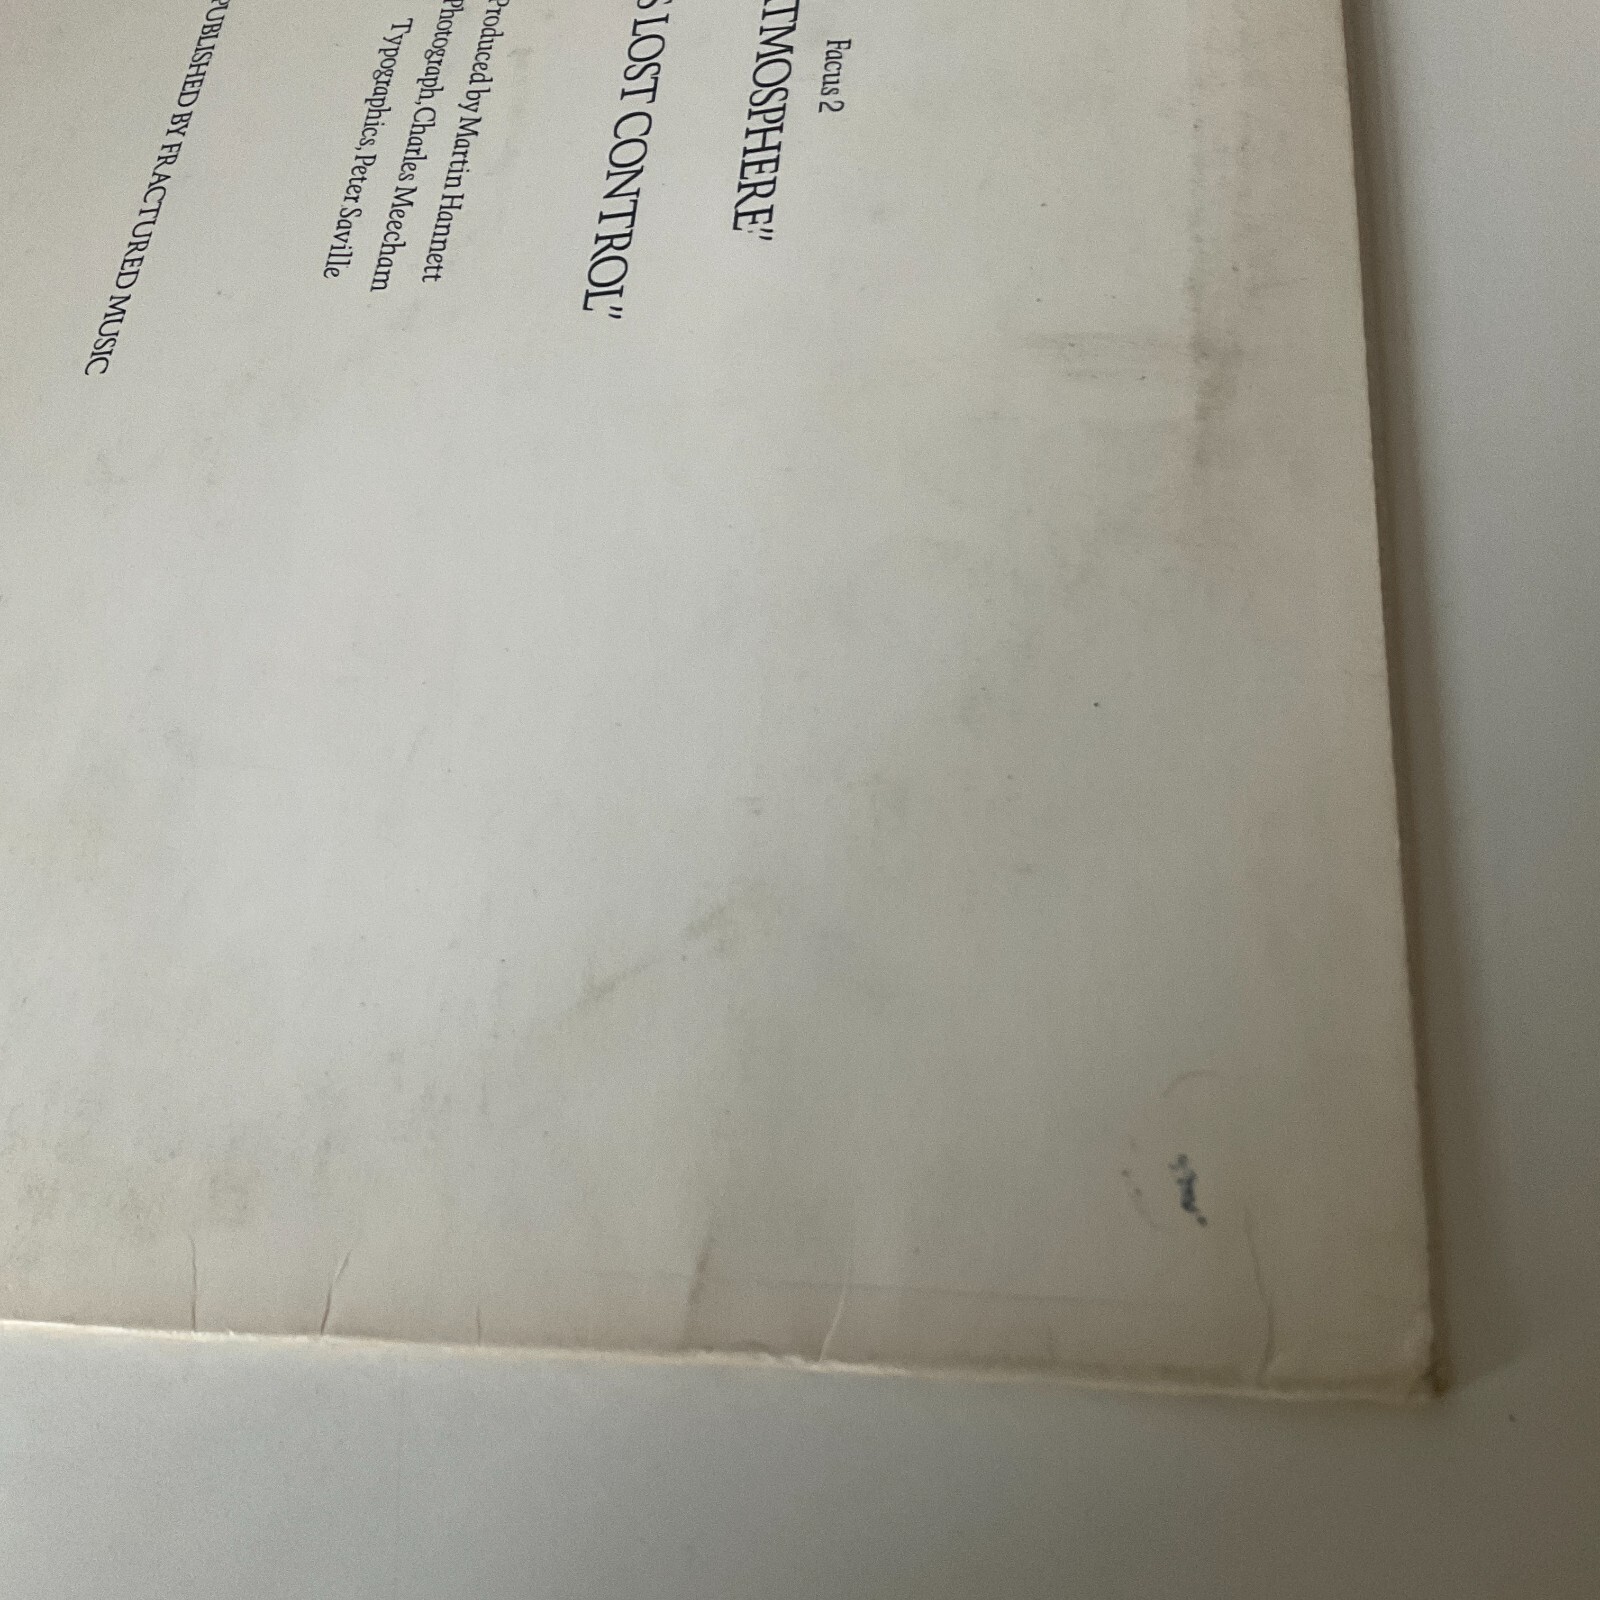 Facus 2
TMOSPHERE"
S LOST CONTROL"
Produced by Martin Hannett
Photograph, Charles Meecham
Typographics, Peter Saville
PUBLISHED BY FRACTURED MUSIC